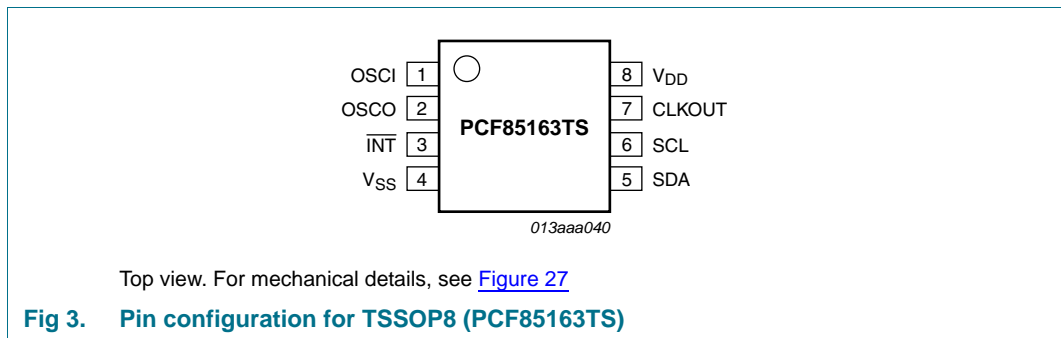 OSCI 1 8 VDD
OSCO 2 7 CLKOUT
PCF85163TS
INT 3 6 SCL
VSS 4 5 SDA
013aaa040
Top view. For mechanical details, see Figure 27
Fig 3. Pin configuration for TSSOP8 (PCF85163TS)